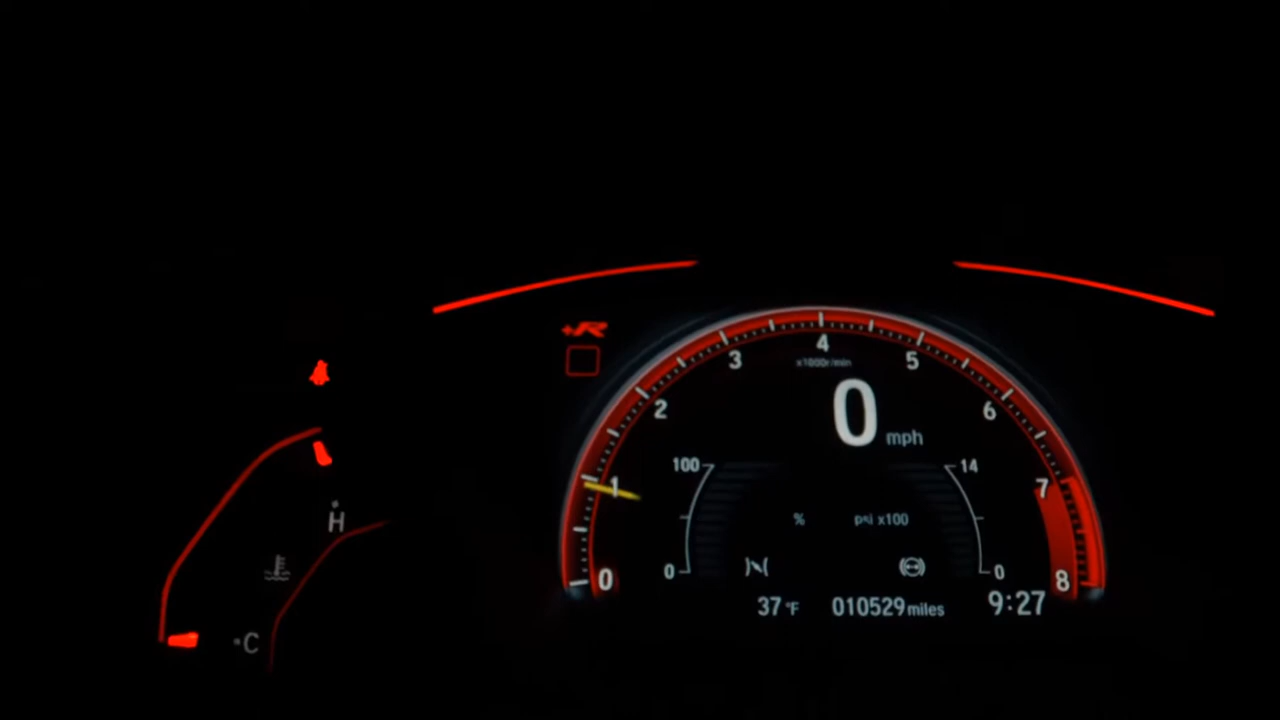 +R
4
3 5
x1000r/min
2 6
0 mph
100 14
1 7
% psi x100
H
0 0
0 8
37 °F 010529 miles 9:27
C